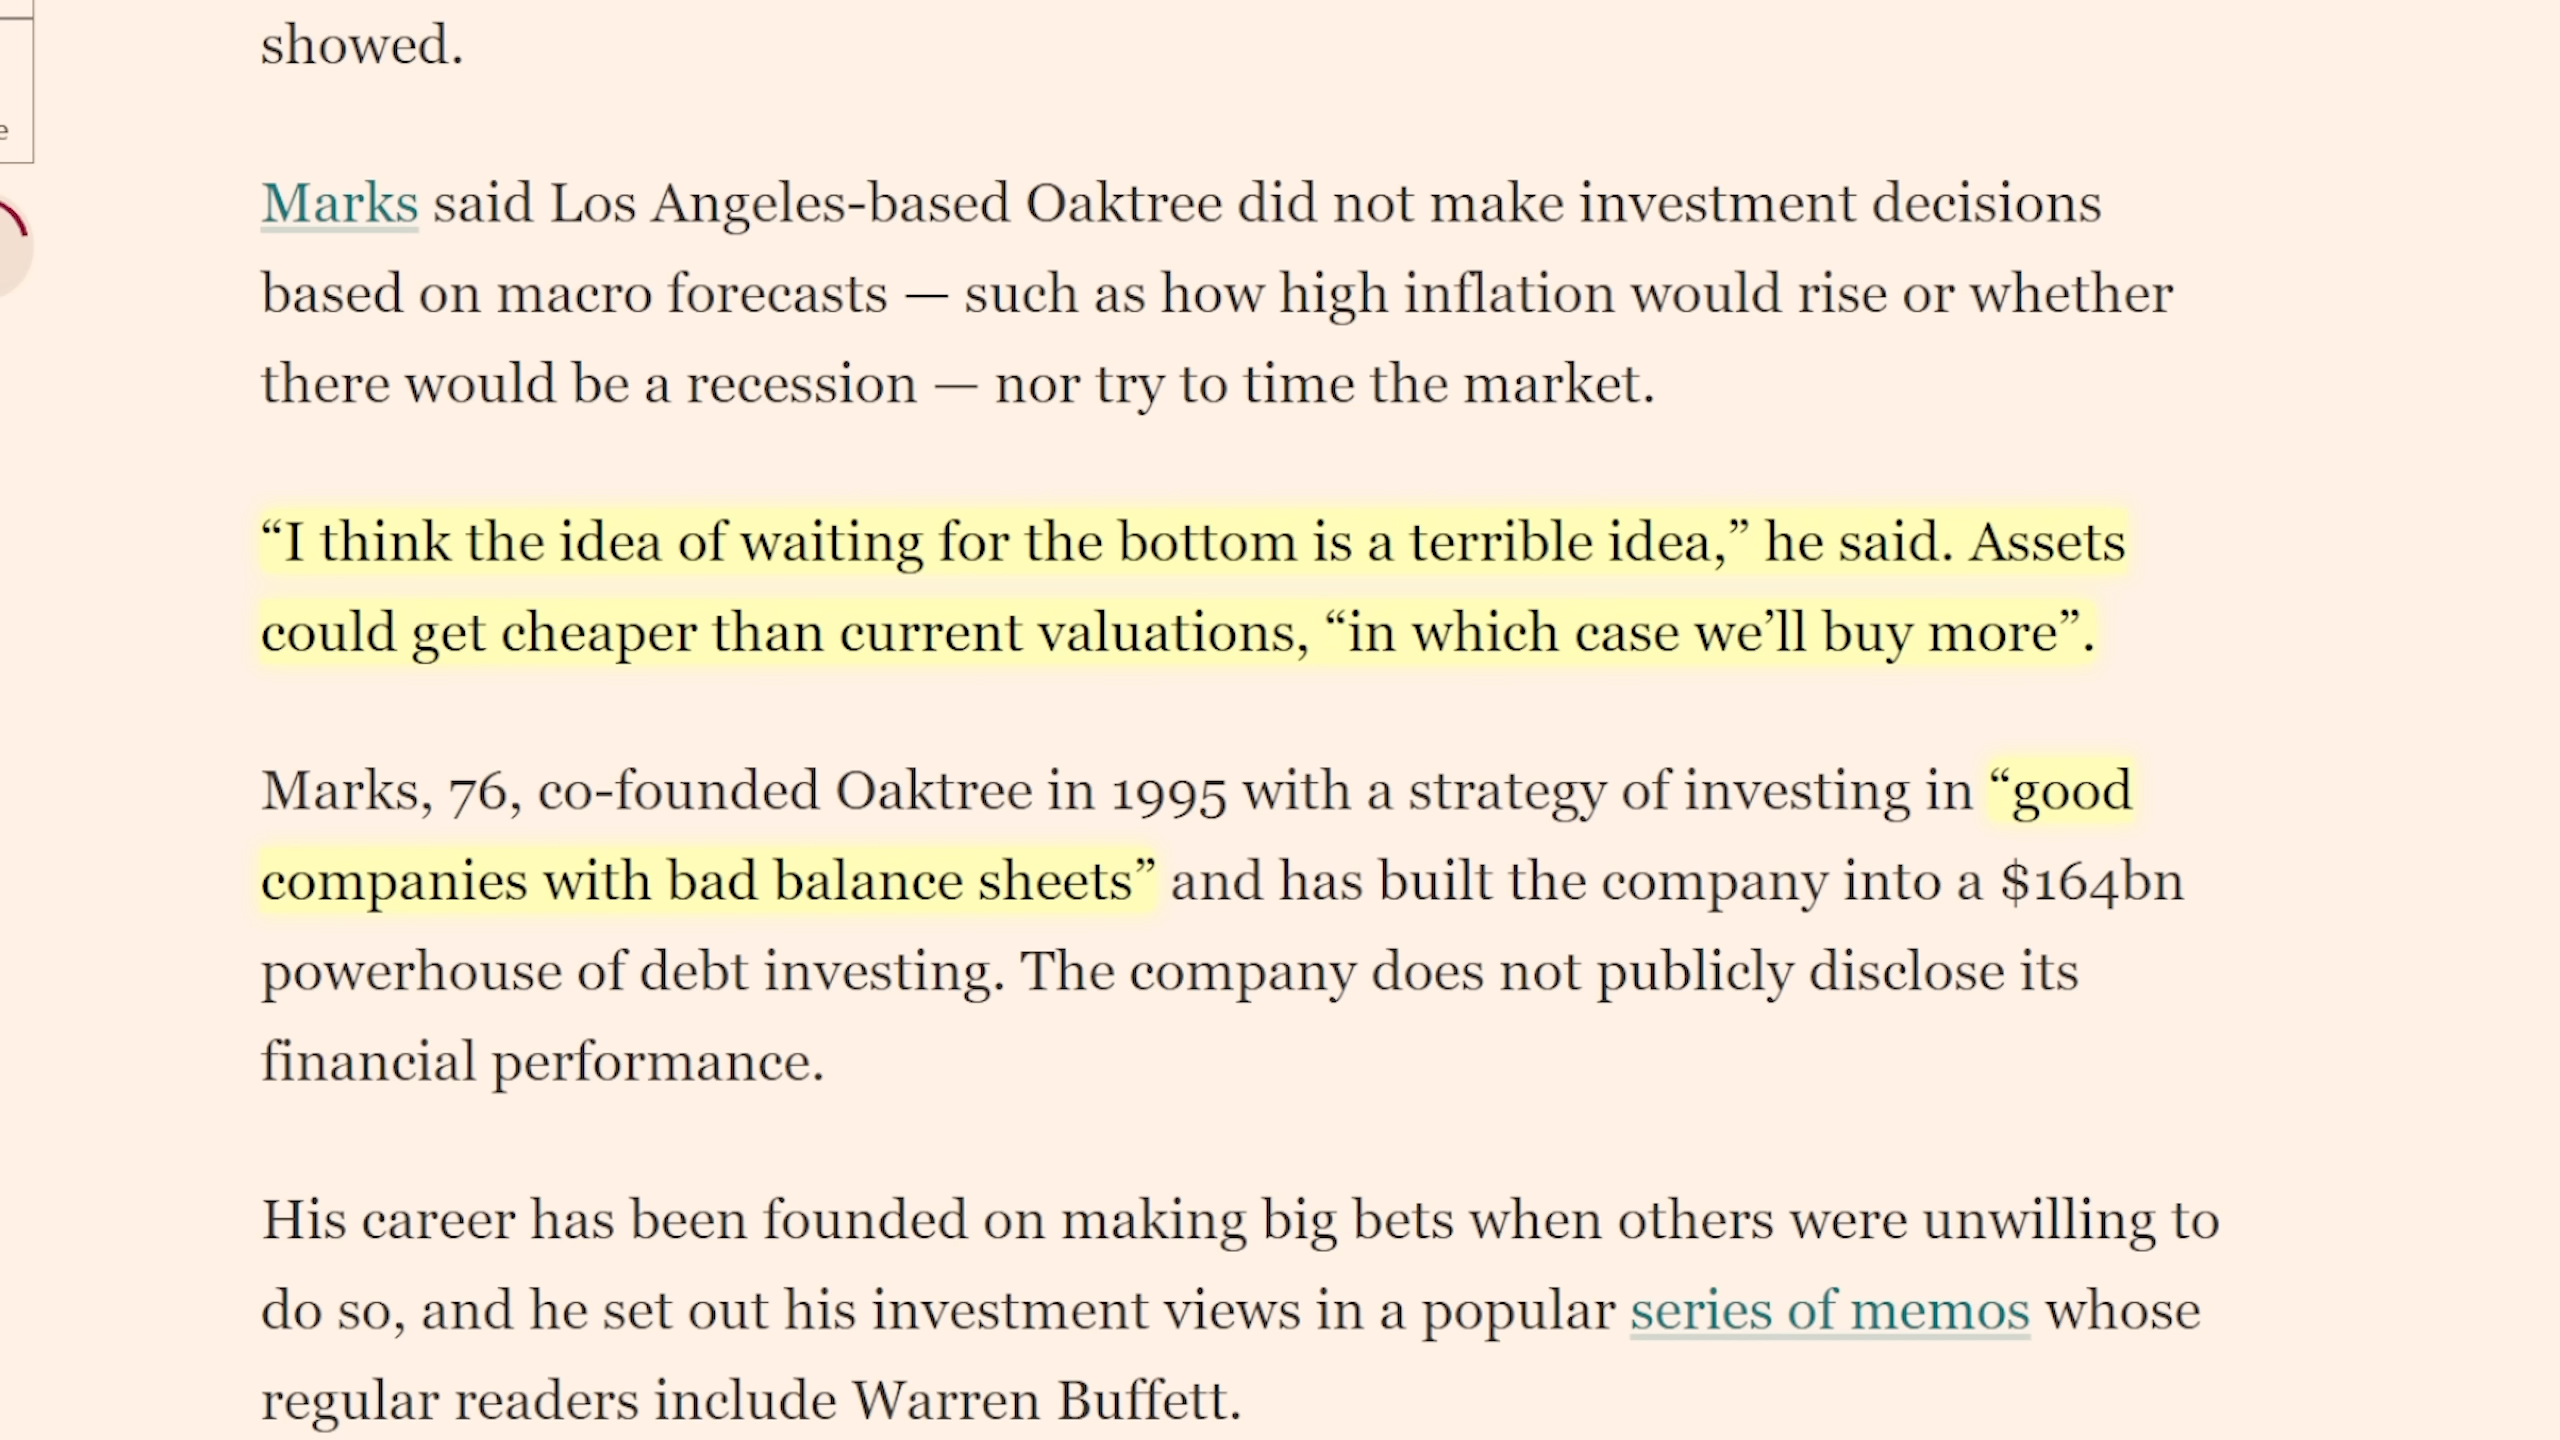 showed.
e
Marks said Los Angeles-based Oaktree did not make investment decisions
based on macro forecasts — such as how high inflation would rise or whether
there would be a recession — nor try to time the market.
“I think the idea of waiting for the bottom is a terrible idea,” he said. Assets
could get cheaper than current valuations, “in which case we’ll buy more”.
Marks, 76, co-founded Oaktree in 1995 with a strategy of investing in “good
companies with bad balance sheets” and has built the company into a $164bn
powerhouse of debt investing. The company does not publicly disclose its
financial performance.
His career has been founded on making big bets when others were unwilling to
do so, and he set out his investment views in a popular series of memos whose
regular readers include Warren Buffett.